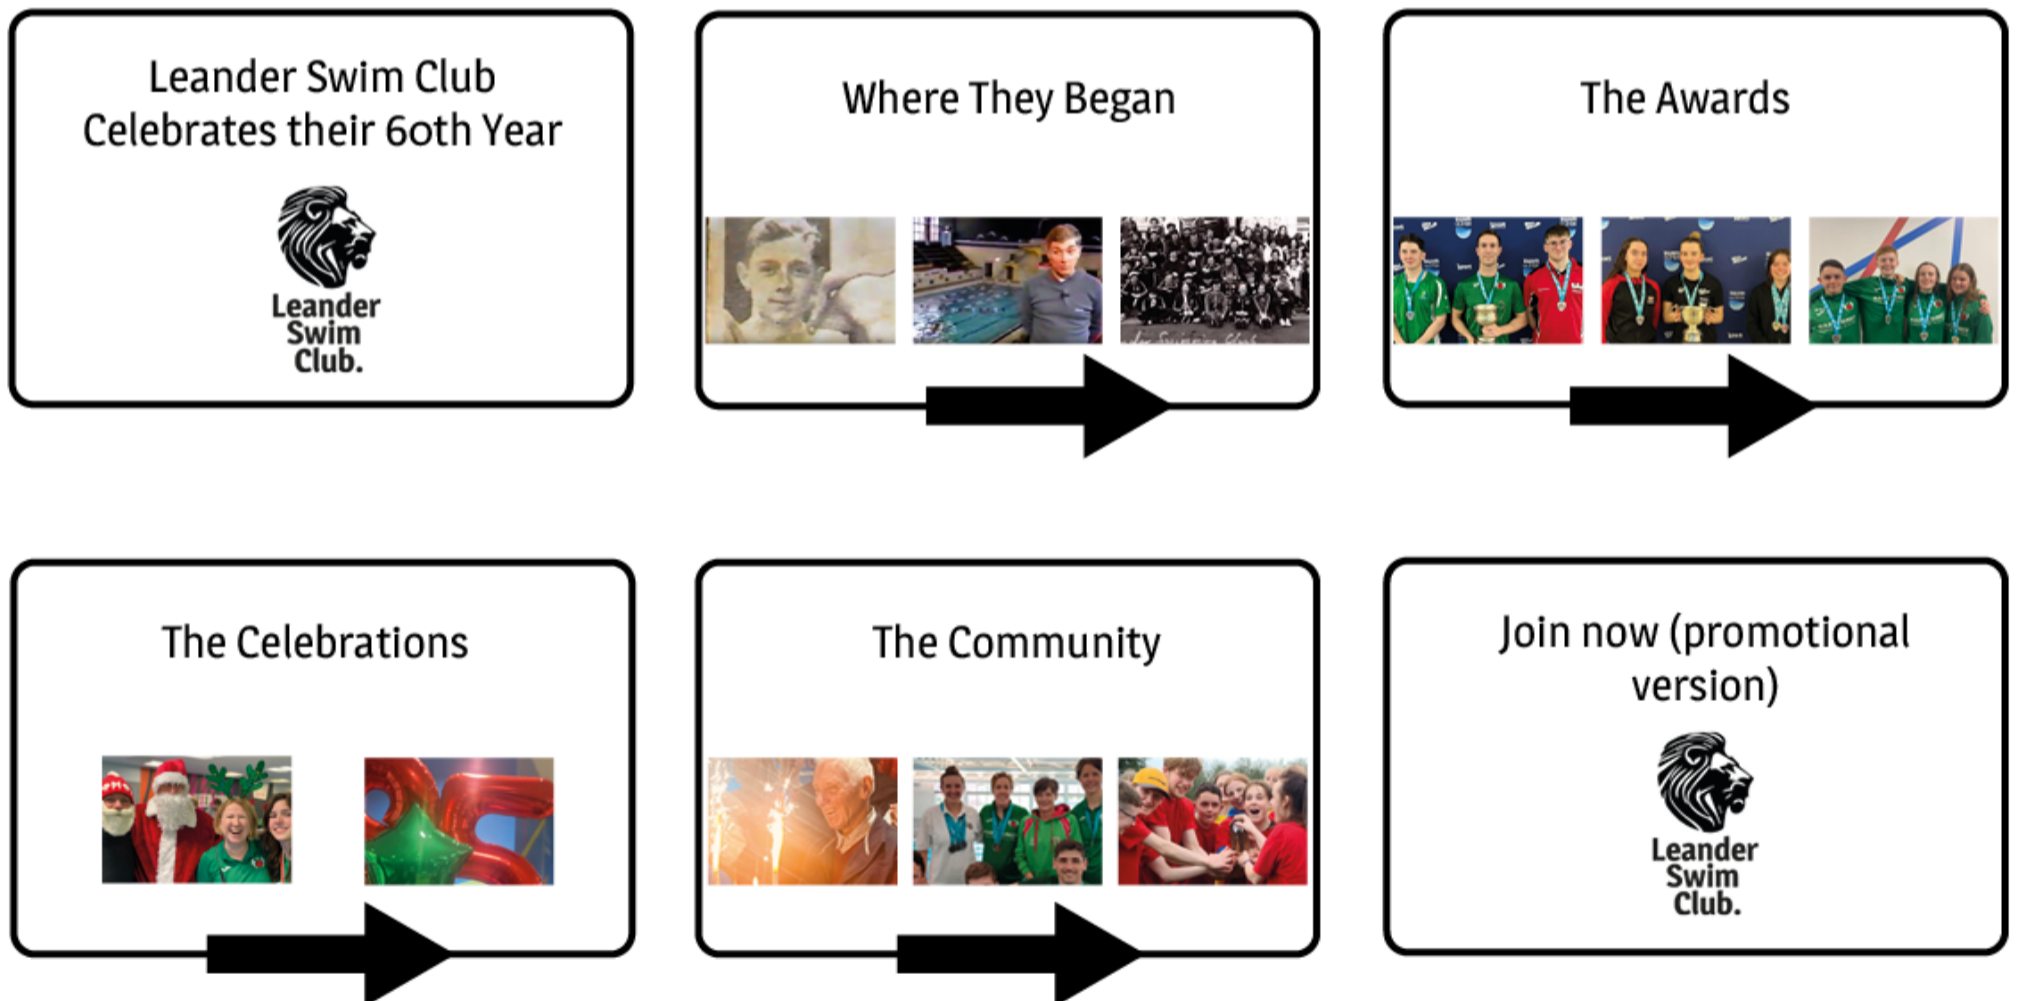 Leander Swim Club
Celebrates their 60th Year
Leander
Swim
Club.
Where They Began
The Awards
The Celebrations
The Community
Join now (promotional
version)
Leander
Swim
Club.